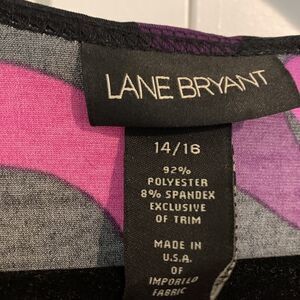 LANE BRYANT
14/16
92%
POLYESTER
8% SPANDEX
EXCLUSIVE
OF TRIM
MADE IN
U.S.A.
OF
IMPORTED
FABRIC